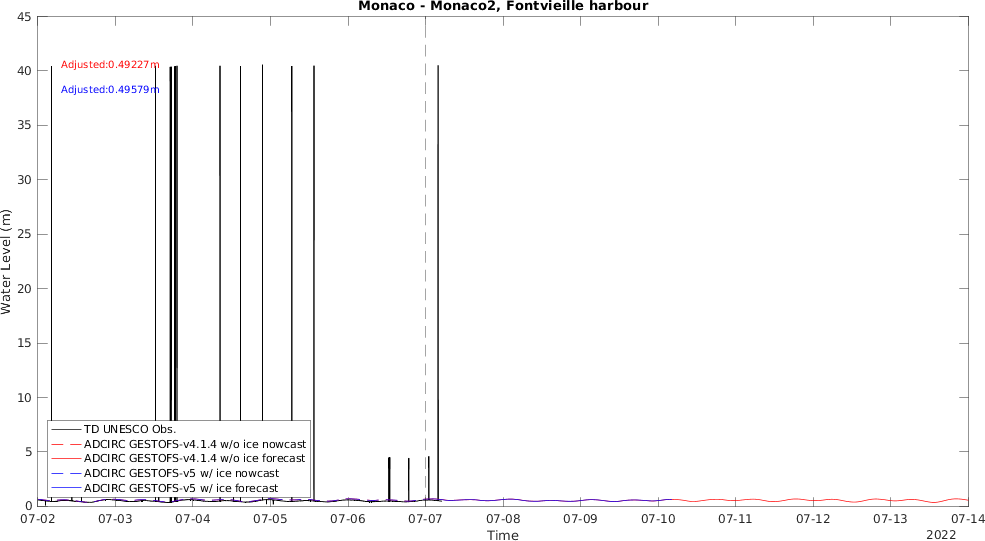 Monaco - Monaco2, Fontvieille harbour
Water Level (m)
45
40
35
30
25
20
15
10
5
0
Adjusted:0.49227m
Adjusted:0.49579m
TD UNESCO Obs.
ADCIRC GESTOFS-v4.1.4 w/o ice nowcast
ADCIRC GESTOFS-v4.1.4 w/o ice forecast
ADCIRC GESTOFS-v5 w/ ice nowcast
ADCIRC GESTOFS-v5 w/ ice forecast
07-02 07-03 07-04 07-05 07-06 07-07 07-08 07-09 07-10 07-11 07-12 07-13 07-14
Time
2022